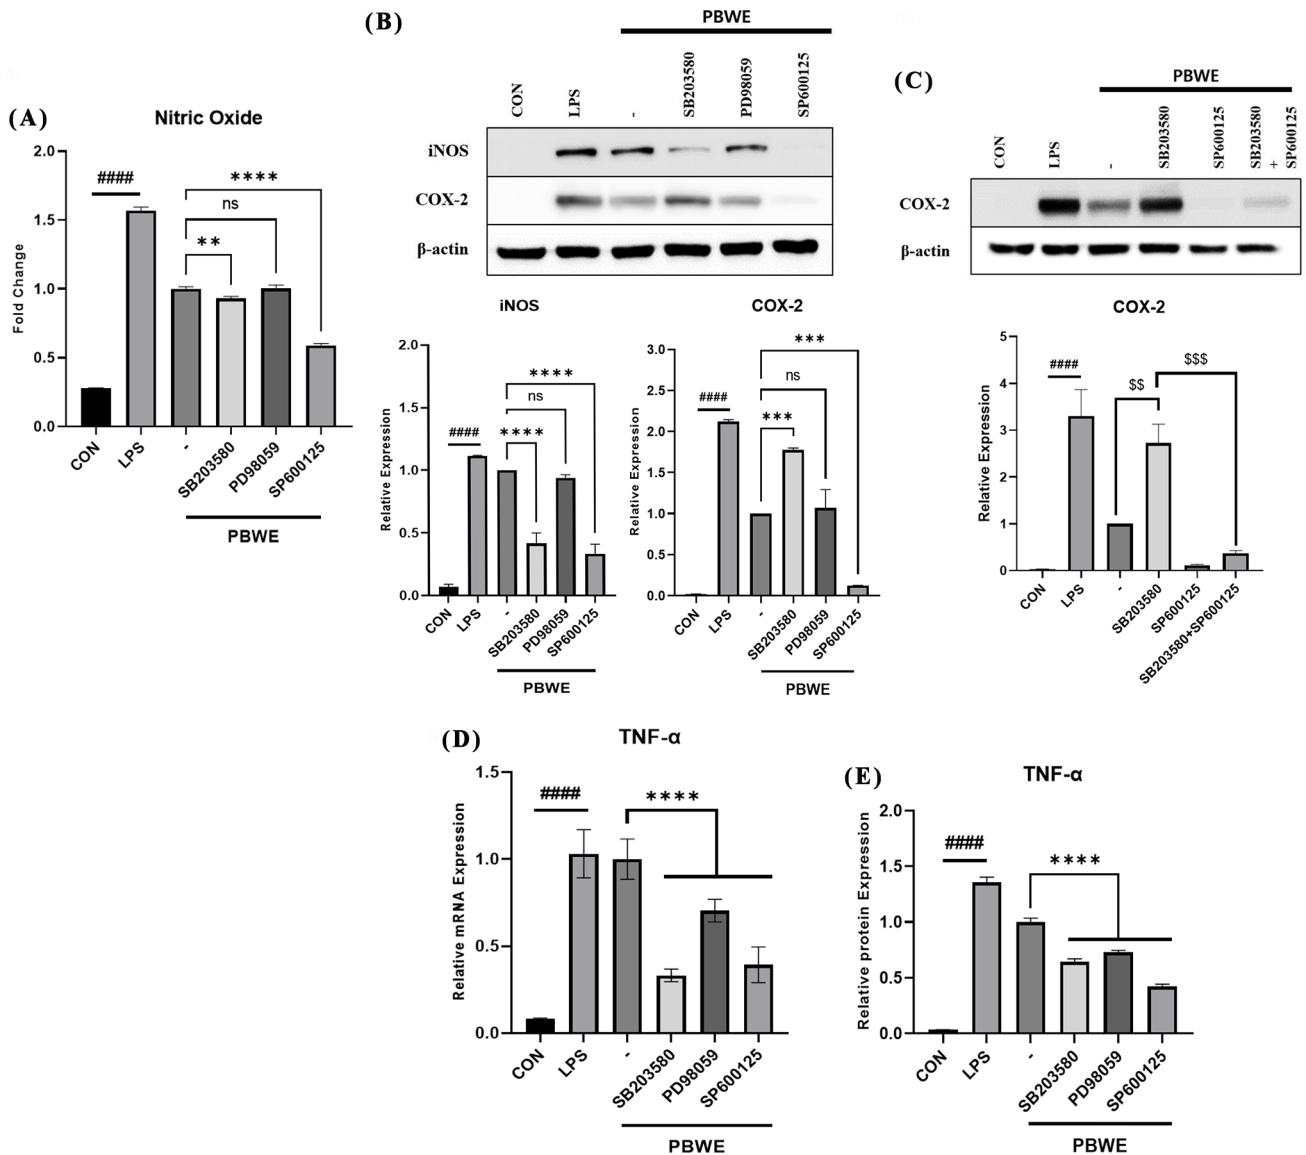 (A)
Nitric Oxide
Fold Change
2.0
1.5
1.0
0.5
0.0
####
****
ns
**
CON
LPS
-
SB203580
PD98059
SP600125
PBWE
(B)
PBWE
CON
LPS
-
SB203580
PD98059
SP600125
iNOS
COX-2
β-actin
iNOS
Relative Expression
2.0
1.5
1.0
0.5
0.0
####
****
ns
****
CON
LPS
-
SB203580
PD98059
SP600125
PBWE
COX-2
Relative Expression
3.0
2.5
2.0
1.5
1.0
0.5
0.0
####
***
ns
***
CON
LPS
-
SB203580
PD98059
SP600125
PBWE
(C)
PBWE
CON
LPS
-
SB203580
SP600125
SB203580
+
SP600125
COX-2
β-actin
COX-2
Relative Expression
5
4
3
2
1
0
####
$$
$$$
CON
LPS
-
SB203580
SP600125
SB203580+SP600125
(D)
TNF-α
Relative mRNA Expression
1.5
1.0
0.5
0.0
####
****
CON
LPS
-
SB203580
PD98059
SP600125
PBWE
(E)
TNF-α
Relative protein Expression
2.0
1.5
1.0
0.5
0.0
####
****
CON
LPS
-
SB203580
PD98059
SP600125
PBWE